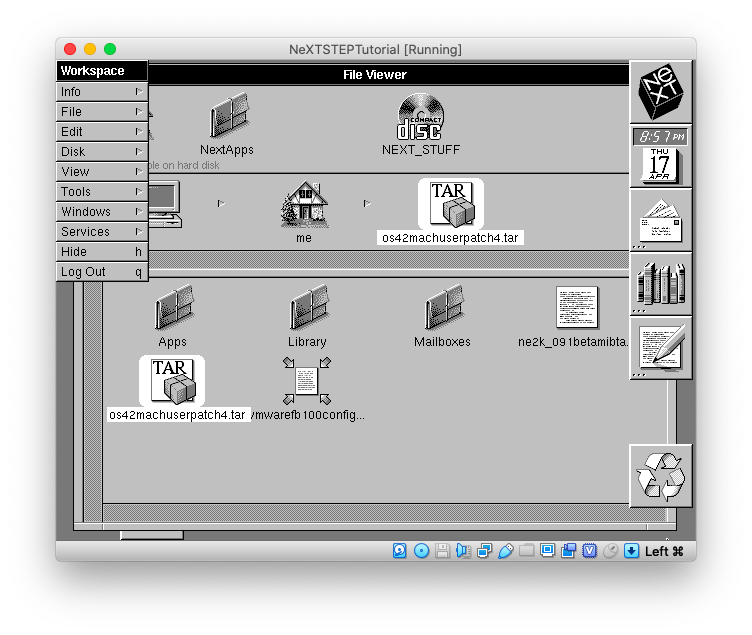 NeXTSTEPTutorial [Running]
Workspace
Info
File
Edit
Disk
View
Tools
Windows
Services
Hide h
Log Out q
File Viewer
NextApps
COMPACT
disc
NEXT_STUFF
ble on hard disk
TAR
me
os42machuserpatch4.tar
Apps
Library
Mailboxes
ne2k_091betamibta..
TAR
os42machuserpatch4.tar
vmwarefb100config...
NeXT
8:57 PM
THU
17
APR
Left ⌘